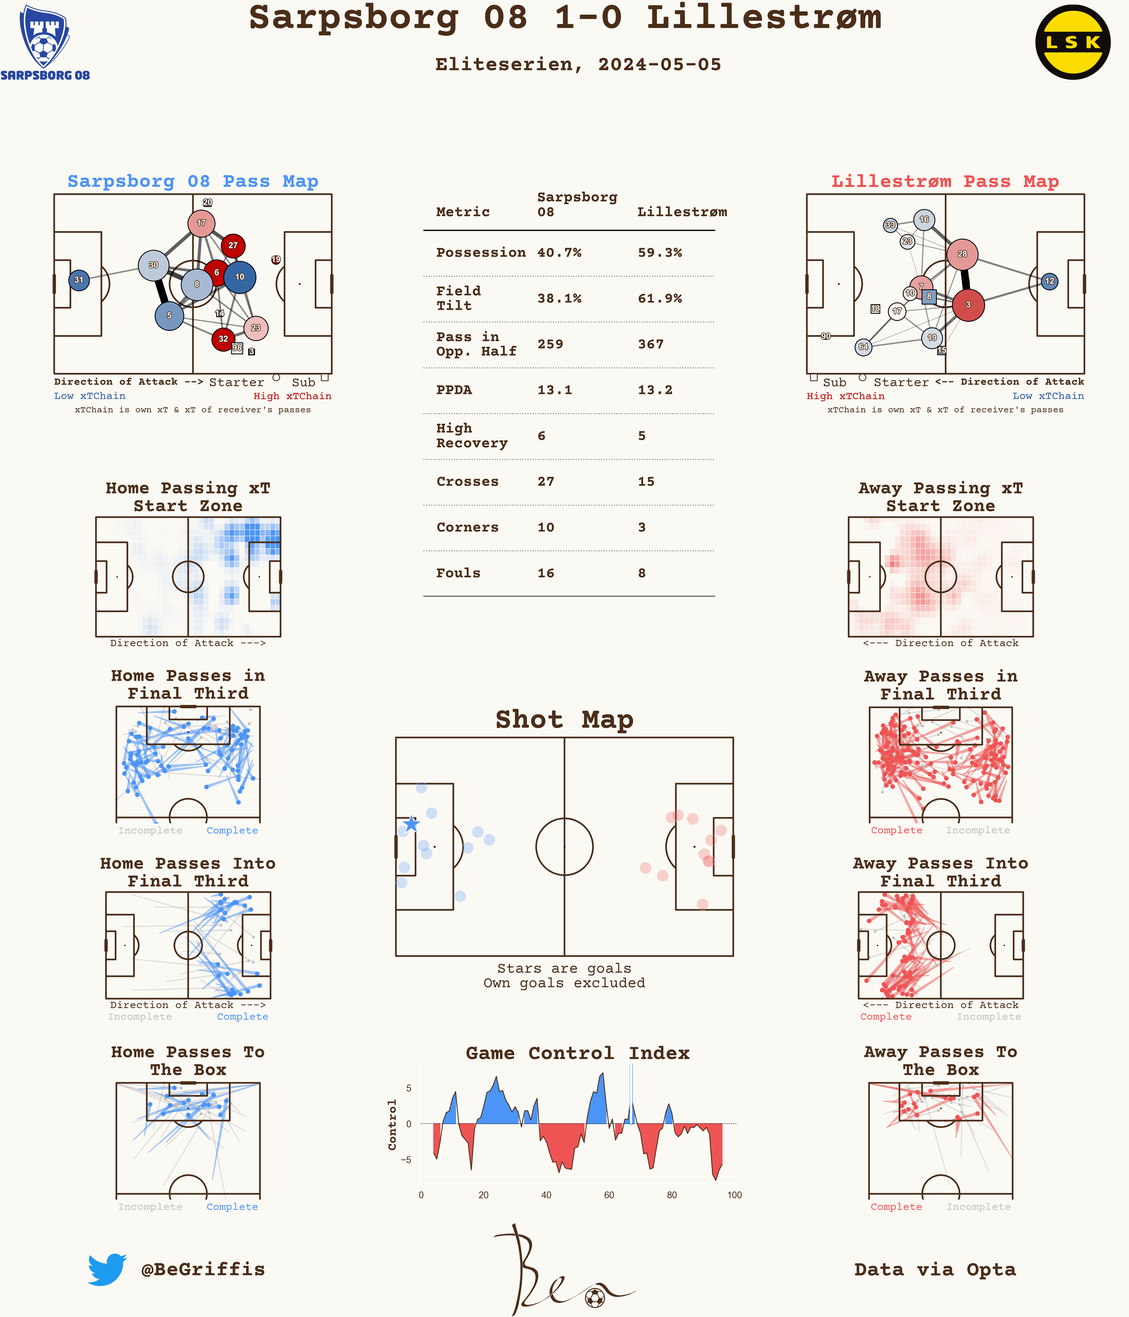 Sarpsborg 08 1-0 Lillestrøm
SARPSBORG 08
LSK
Eliteserien, 2024-05-05
Sarpsborg 08 Pass Map
20
17
27
19
30
6
10
31
8
5
14
23
32
3
Direction of Attack --> Starter Sub
Low xTChain High xTChain
xTChain is own xT & xT of receiver's passes
Metric Sarpsborg 08 Lillestrøm
Possession 40.7% 59.3%
Field Tilt 38.1% 61.9%
Pass in Opp. Half 259 367
PPDA 13.1 13.2
High Recovery 6 5
Crosses 27 15
Corners 10 3
Fouls 16 8
Lillestrøm Pass Map
16
33
23
28
12
7
10
8
3
17
90
19
64
Sub Starter <-- Direction of Attack
High xTChain Low xTChain
xTChain is own xT & xT of receiver's passes
Home Passing xT
Start Zone
Direction of Attack --->
Away Passing xT
Start Zone
<--- Direction of Attack
Home Passes in
Final Third
Incomplete Complete
Away Passes in
Final Third
Complete Incomplete
Shot Map
Stars are goals
Own goals excluded
Home Passes Into
Final Third
Direction of Attack --->
Incomplete Complete
Away Passes Into
Final Third
<--- Direction of Attack
Complete Incomplete
Home Passes To
The Box
Incomplete Complete
Game Control Index
Control
5
0
−5
0 20 40 60 80 100
Away Passes To
The Box
Complete Incomplete
@BeGriffis
Ben
Data via Opta